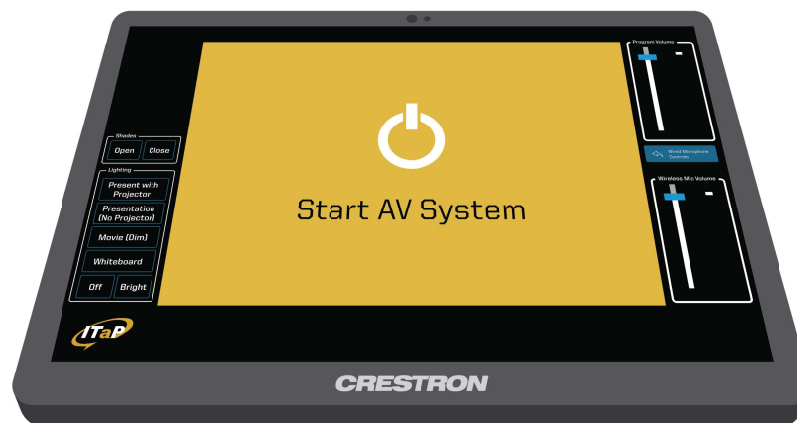 Shades
Open
Close
Lighting
Present with
Projector
Presentation
(No Projector)
Movie (Dim)
Whiteboard
Off
Bright
ITaP
Start AV System
Program Volume
Wired Microphone
Controls
Wireless Mic Volume
CRESTRON